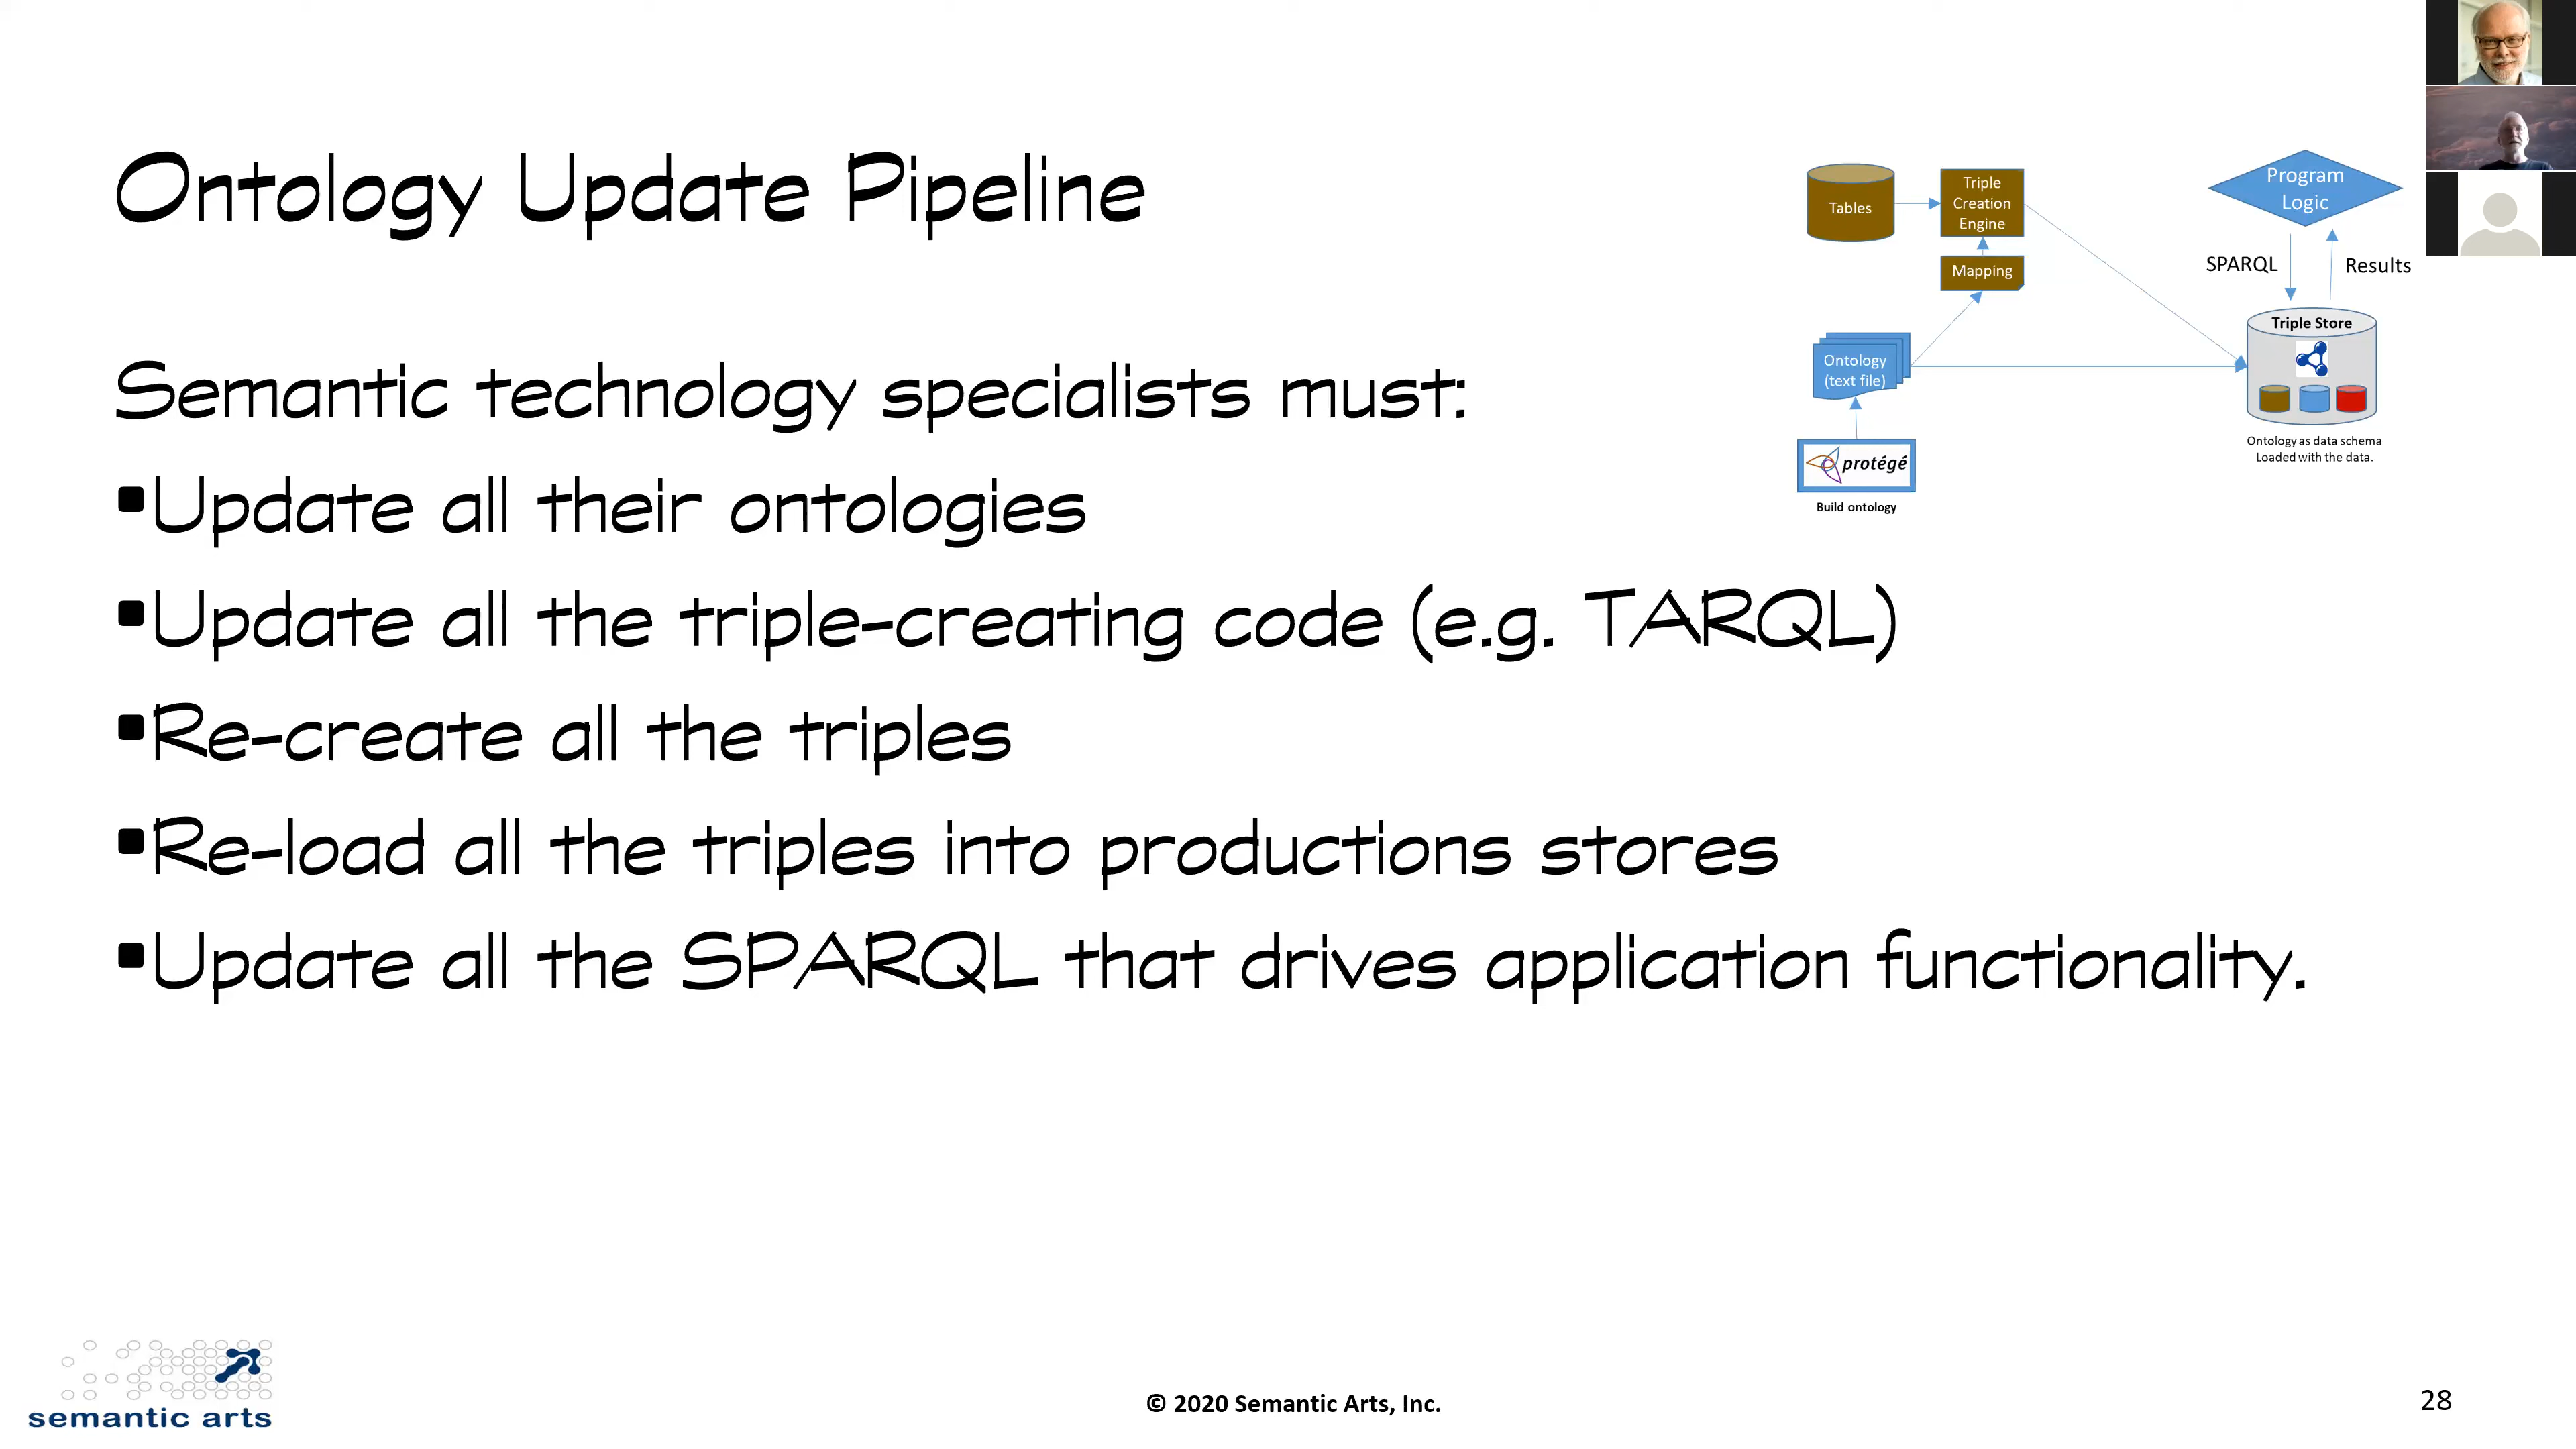 Ontology Update Pipeline
Semantic technology specialists must:
▪Update all their ontologies
▪Update all the triple-creating code (e.g. TARQL)
▪Re-create all the triples
▪Re-load all the triples into productions stores
▪Update all the SPARQL that drives application functionality.
Tables
Triple
Creation
Engine
Mapping
Ontology
(text file)
protégé
Build ontology
Program
Logic
SPARQL
Results
Triple Store
Ontology as data schema
Loaded with the data.
semantic arts
© 2020 Semantic Arts, Inc.
28